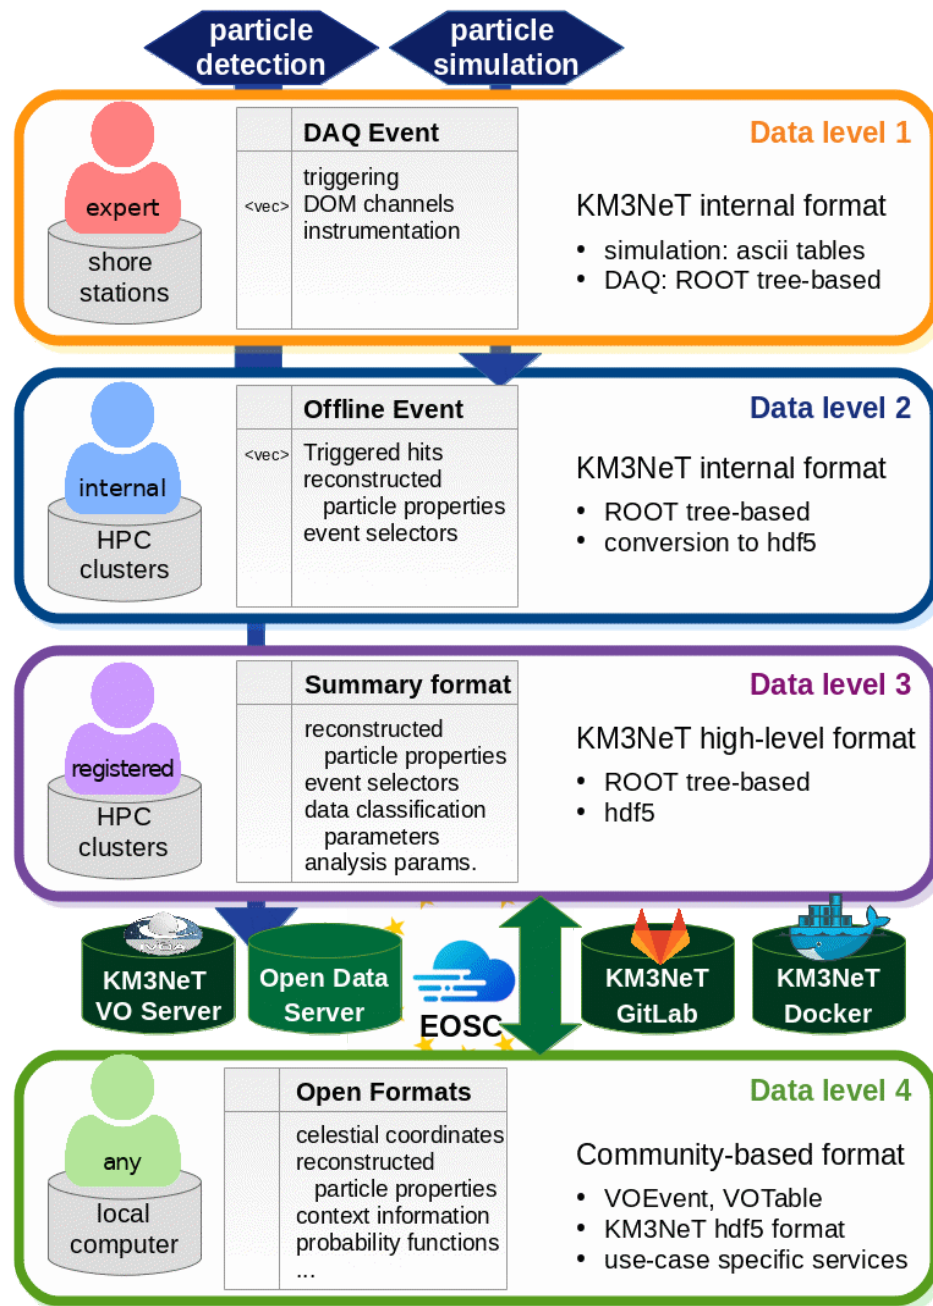 particle
detection
particle
simulation
Data level 1
expert
shore
stations
DAQ Event
<vec>
triggering
DOM channels
instrumentation
KM3NeT internal format
• simulation: ascii tables
• DAQ: ROOT tree-based
Data level 2
internal
HPC
clusters
Offline Event
<vec>
Triggered hits
reconstructed
particle properties
event selectors
KM3NeT internal format
• ROOT tree-based
• conversion to hdf5
Data level 3
registered
HPC
clusters
Summary format
reconstructed
particle properties
event selectors
data classification
parameters
analysis params.
KM3NeT high-level format
• ROOT tree-based
• hdf5
KM3NeT
VO Server
Open Data
Server
EOSC
KM3NeT
GitLab
KM3NeT
Docker
Data level 4
any
local
computer
Open Formats
celestial coordinates
reconstructed
particle properties
context information
probability functions
...
Community-based format
• VOEvent, VOTable
• KM3NeT hdf5 format
• use-case specific services